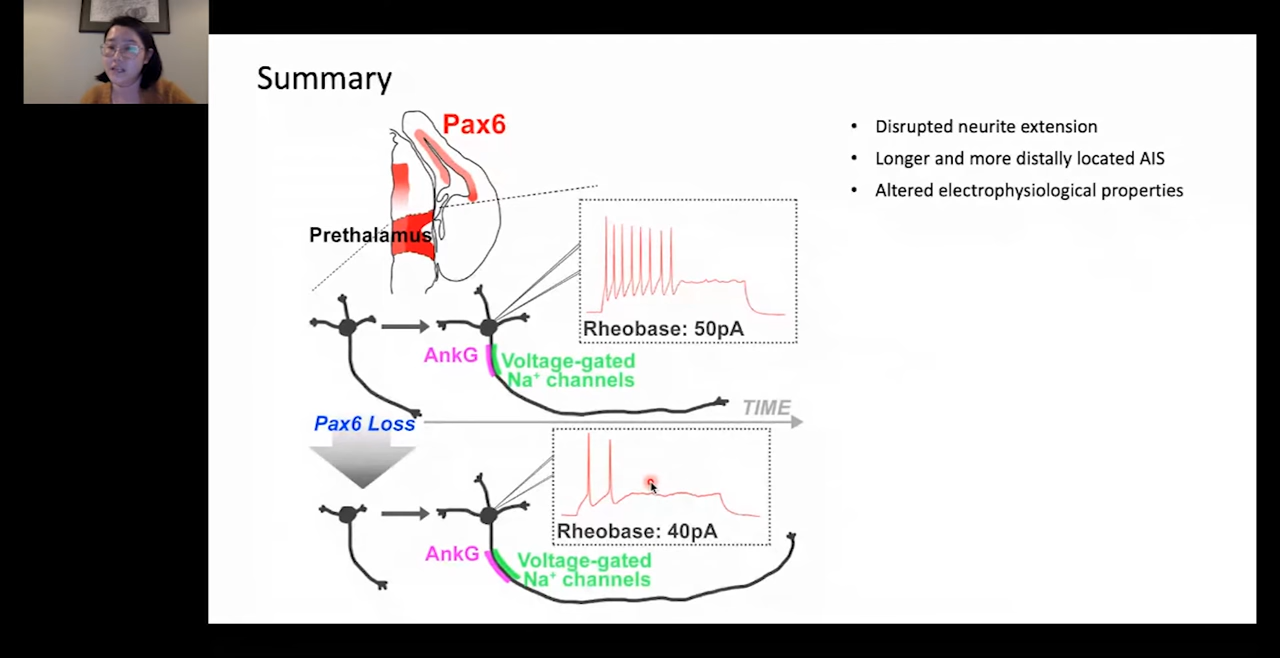 Summary
Pax6
Prethalamus
Rheobase: 50pA
AnkG
Voltage-gated
Na⁺ channels
TIME
Pax6 Loss
Rheobase: 40pA
AnkG
Voltage-gated
Na⁺ channels
• Disrupted neurite extension
• Longer and more distally located AIS
• Altered electrophysiological properties